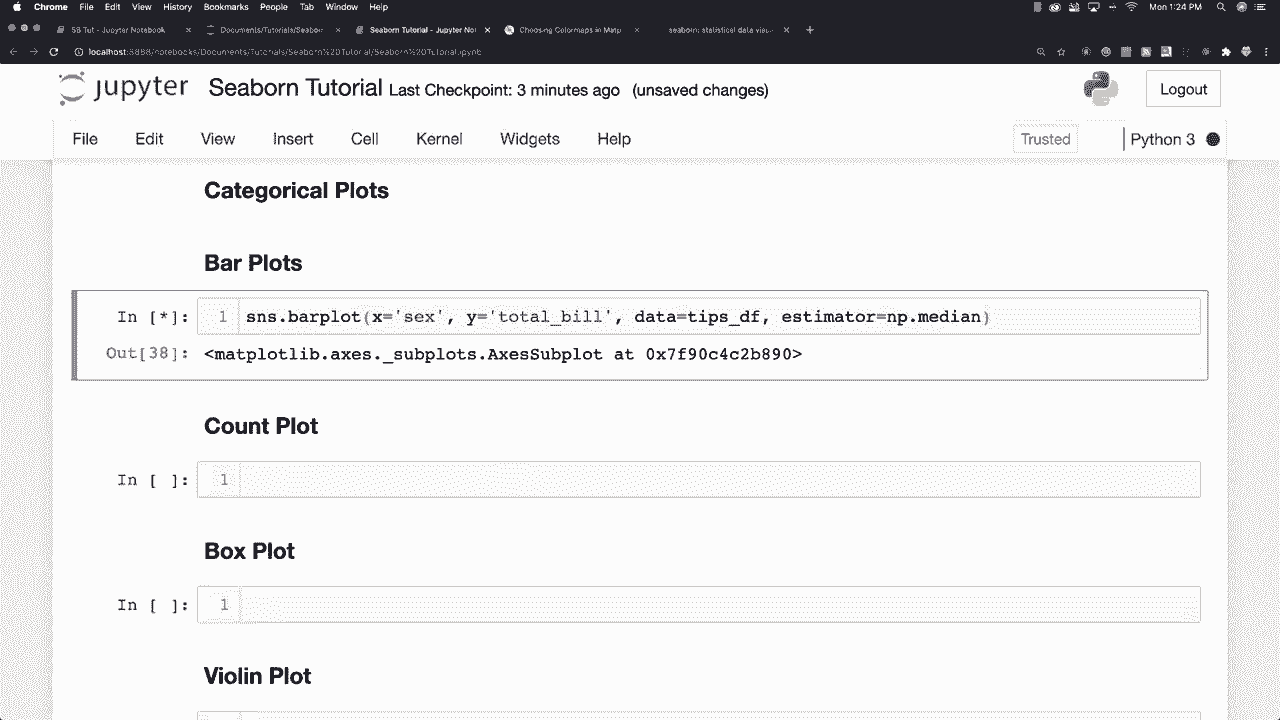 Chrome File Edit View History Bookmarks People Tab Window Help Mon 1:24 PM
Jupyter Notebook Documents/Tutorials/Seaborn Seaborn Tutorial - Jupyter No Choosing Colormaps in Matp seaborn: statistical data
localhost:8888/notebooks/Documents/Tutorials/Seaborn%20Tutorial/Seaborn%20Tutorial.ipynb
jupyter Seaborn Tutorial Last Checkpoint: 3 minutes ago (unsaved changes) Logout
File Edit View Insert Cell Kernel Widgets Help Trusted Python 3
Categorical Plots
Bar Plots
In [*]: 1 sns.barplot(x='sex', y='total_bill', data=tips_df, estimator=np.median)
Out[38]: <matplotlib.axes._subplots.AxesSubplot at 0x7f90c4c2b890>
Count Plot
In [ ]: 1
Box Plot
In [ ]: 1
Violin Plot